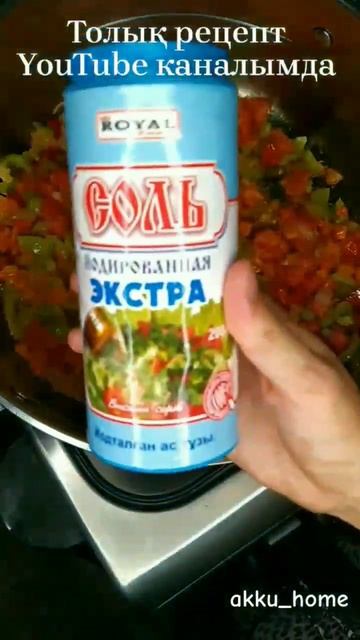 Толық рецепт
YouTube каналымда
ROYAL
СОЛЬ
ЙОДИРОВАННАЯ
ЭКСТРА
Йодталған ас тұзы.
akku_home